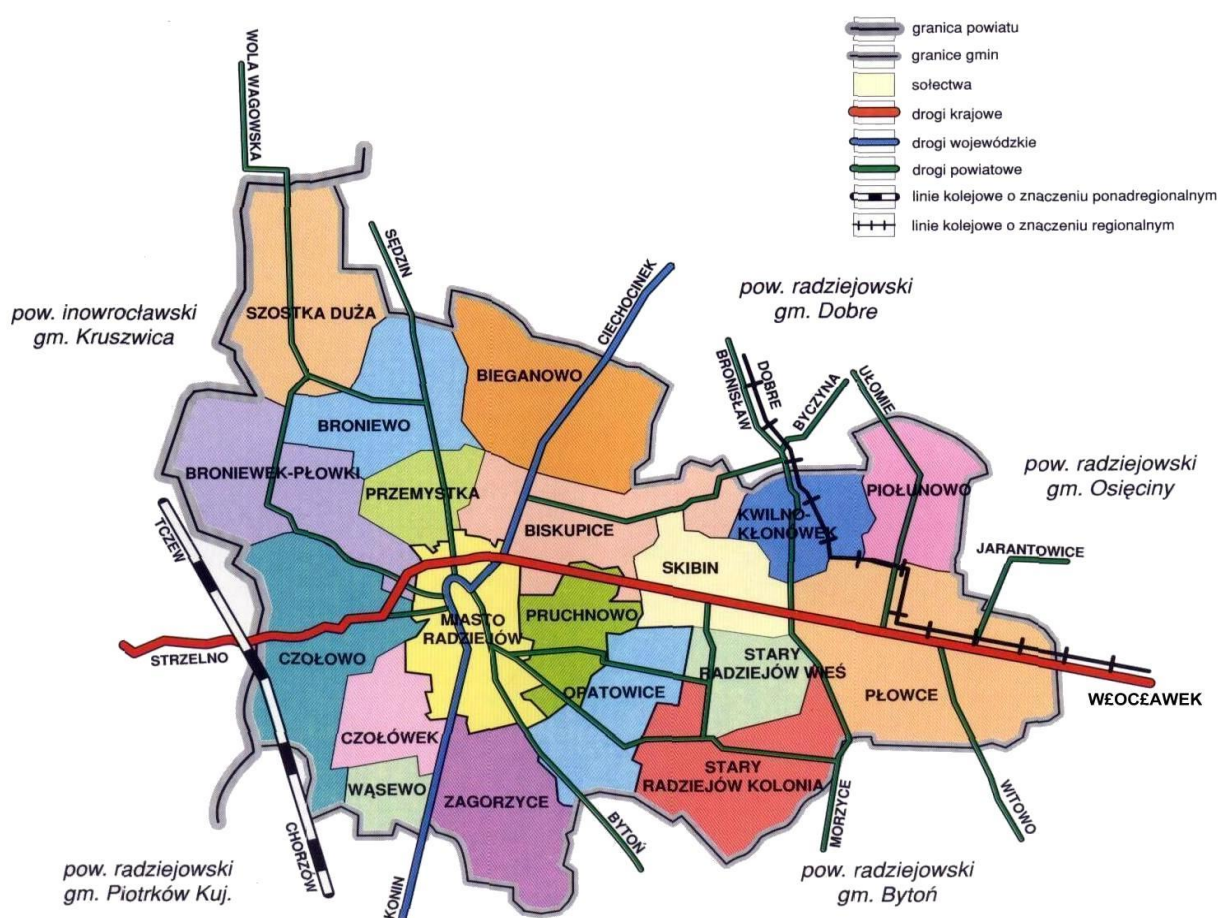 granica powiatu
granice gmin
sołectwa
drogi krajowe
drogi wojewódzkie
drogi powiatowe
linie kolejowe o znaczeniu ponadregionalnym
linie kolejowe o znaczeniu regionalnym
WOLA WAGOWSKA
SĘDZIN
CIECHOCINEK
pow. inowrocławski
gm. Kruszwica
pow. radziejowski
gm. Dobre
SZOSTKA DUŻA
BIEGANOWO
BRONISŁAW
DOBRE
BYCZYNA
UŁOMIE
BRONIEWO
BRONIEWEK-PŁOWKI
PRZEMYSTKA
pow. radziejowski
gm. Osięciny
PIOŁUNOWO
KWILNO-
KŁONÓWEK
BISKUPICE
TCZEW
JARANTOWICE
SKIBIN
MIASTO
RADZIEJÓW
PRUCHNOWO
STRZELNO
CZOŁOWO
STARY
RADZIEJÓW WIEŚ
OPATOWICE
PŁOWCE
W£OC£AWEK
CZOŁÓWEK
STARY
RADZIEJÓW KOLONIA
WĄSEWO
ZAGORZYCE
CHORZÓW
BYTOŃ
MORZYCE
WITOWO
KONIN
pow. radziejowski
gm. Piotrków Kuj.
pow. radziejowski
gm. Bytoń